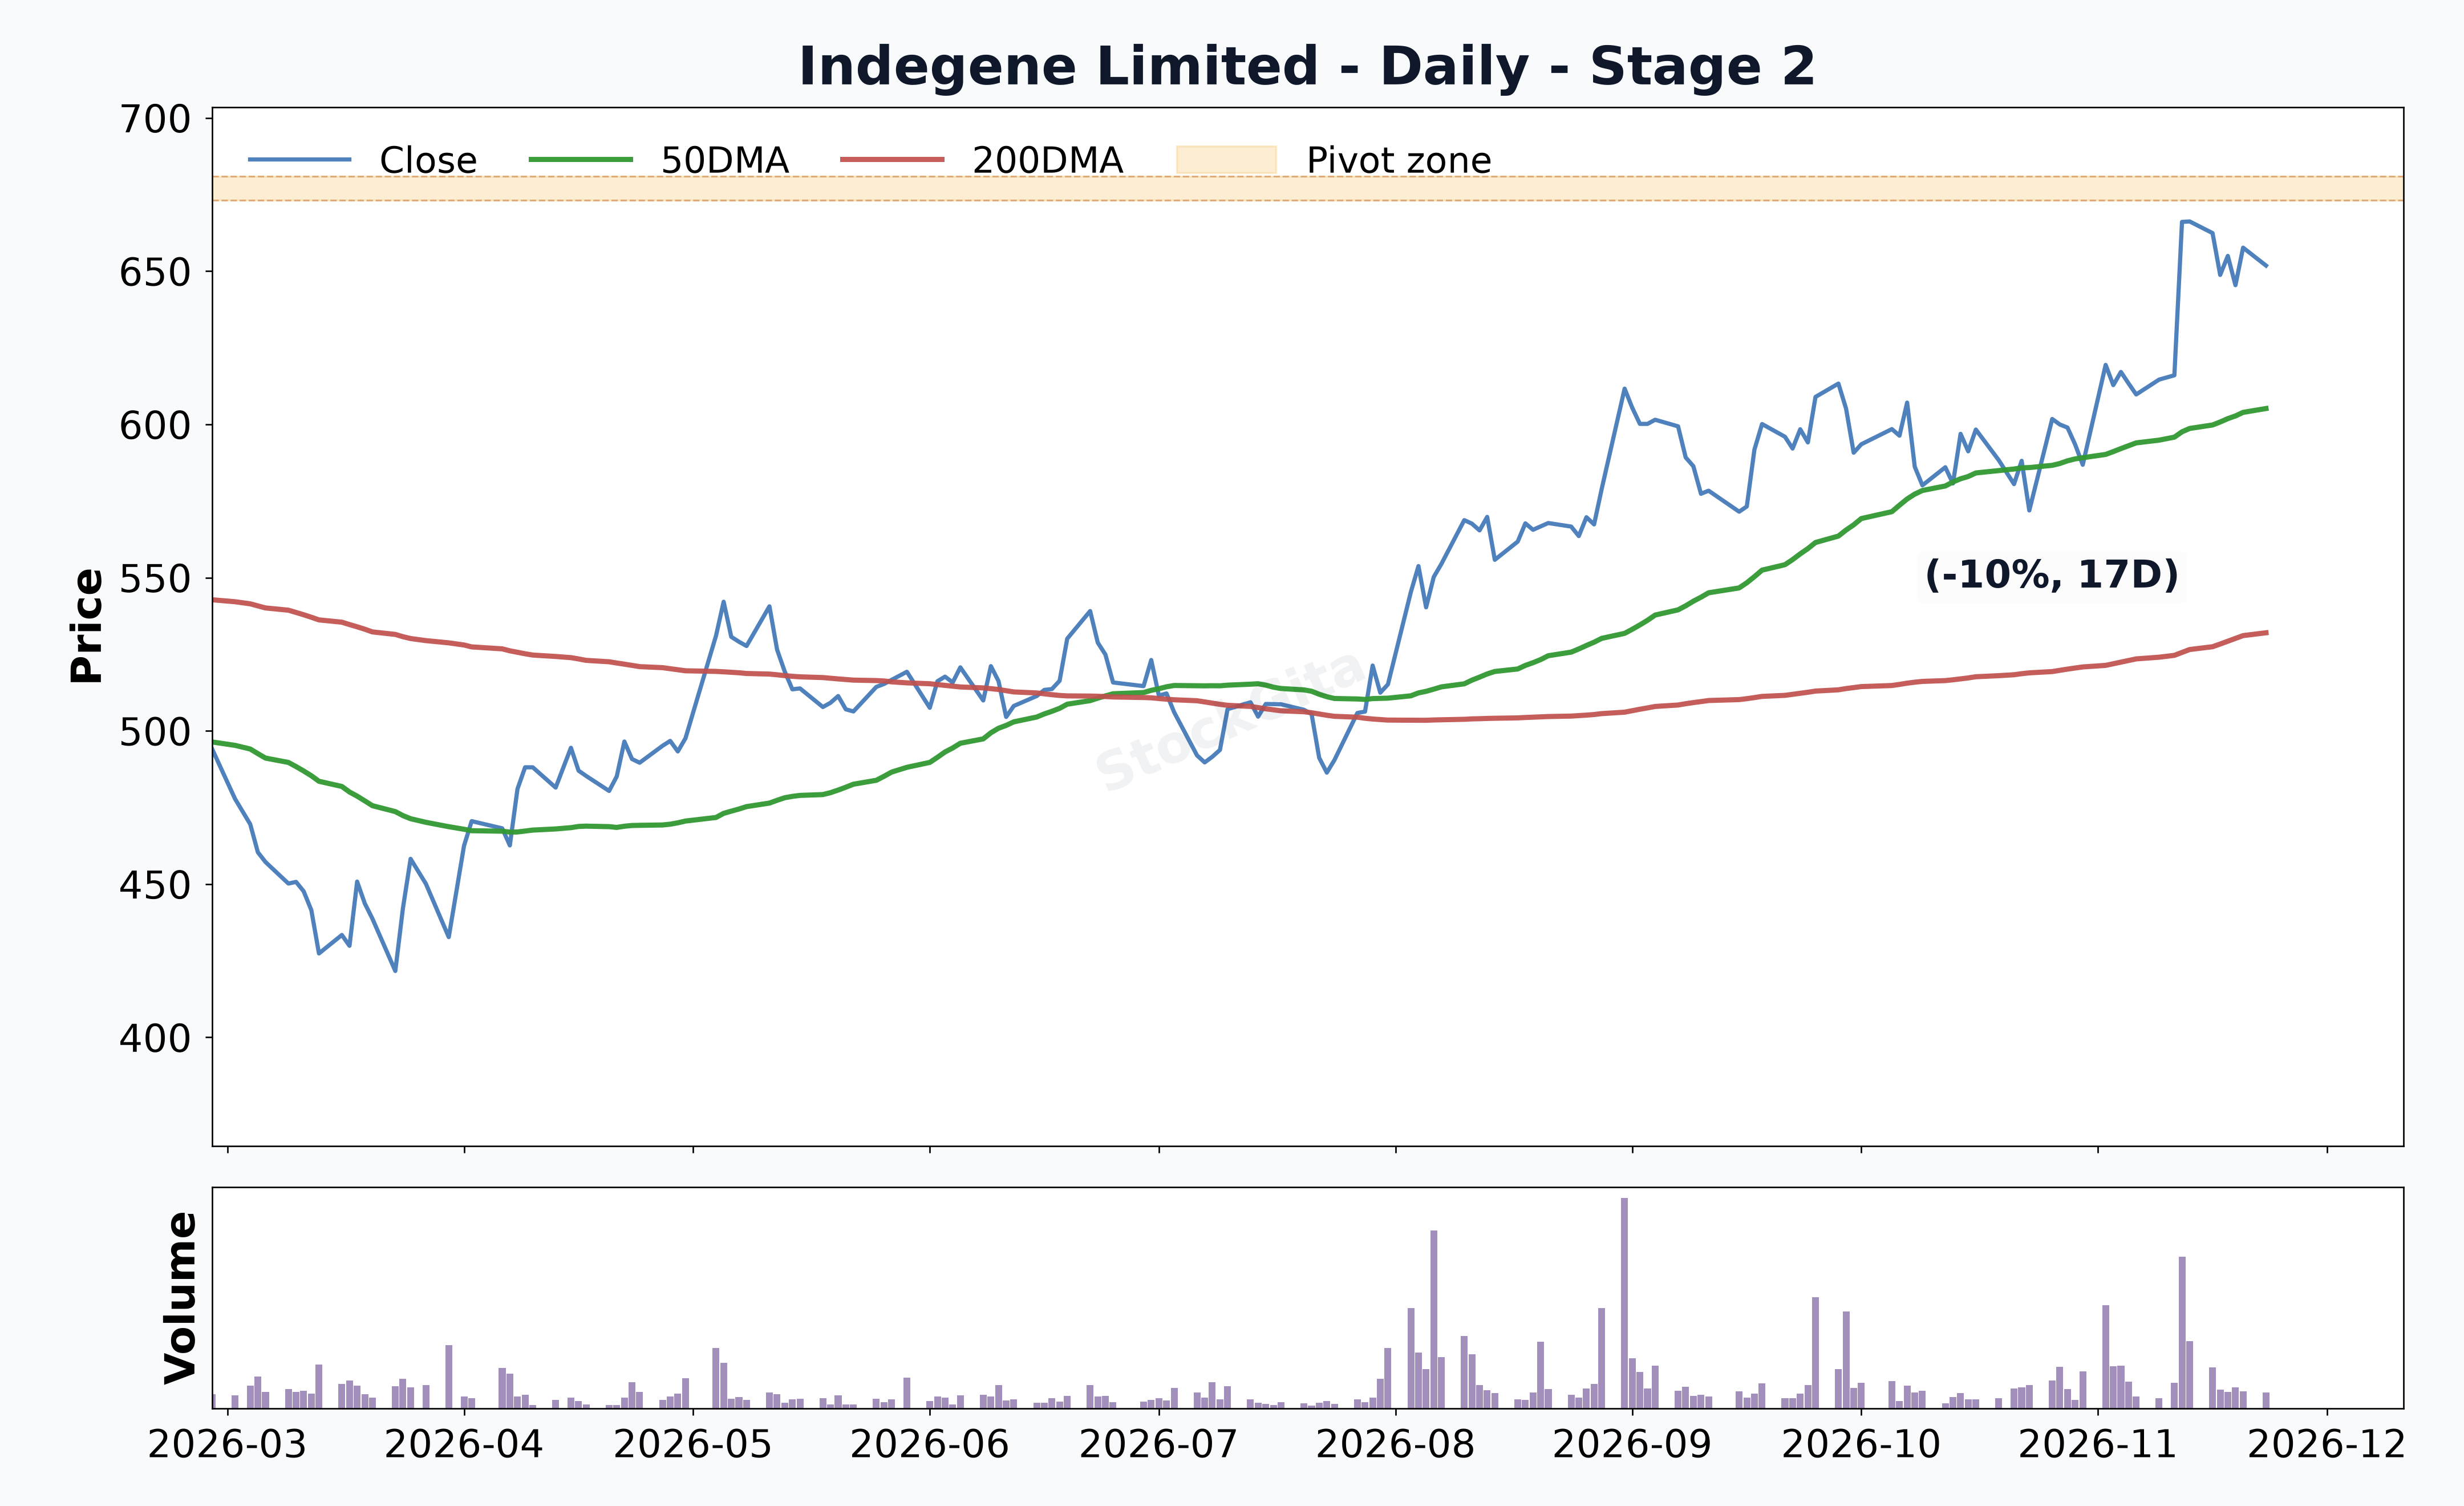 Indegene Limited - Daily - Stage 2
Close 50DMA 200DMA Pivot zone
700
650
600
550
500
450
400
Price
(-10%, 17D)
StockGita
Volume
2026-03 2026-04 2026-05 2026-06 2026-07 2026-08 2026-09 2026-10 2026-11 2026-12